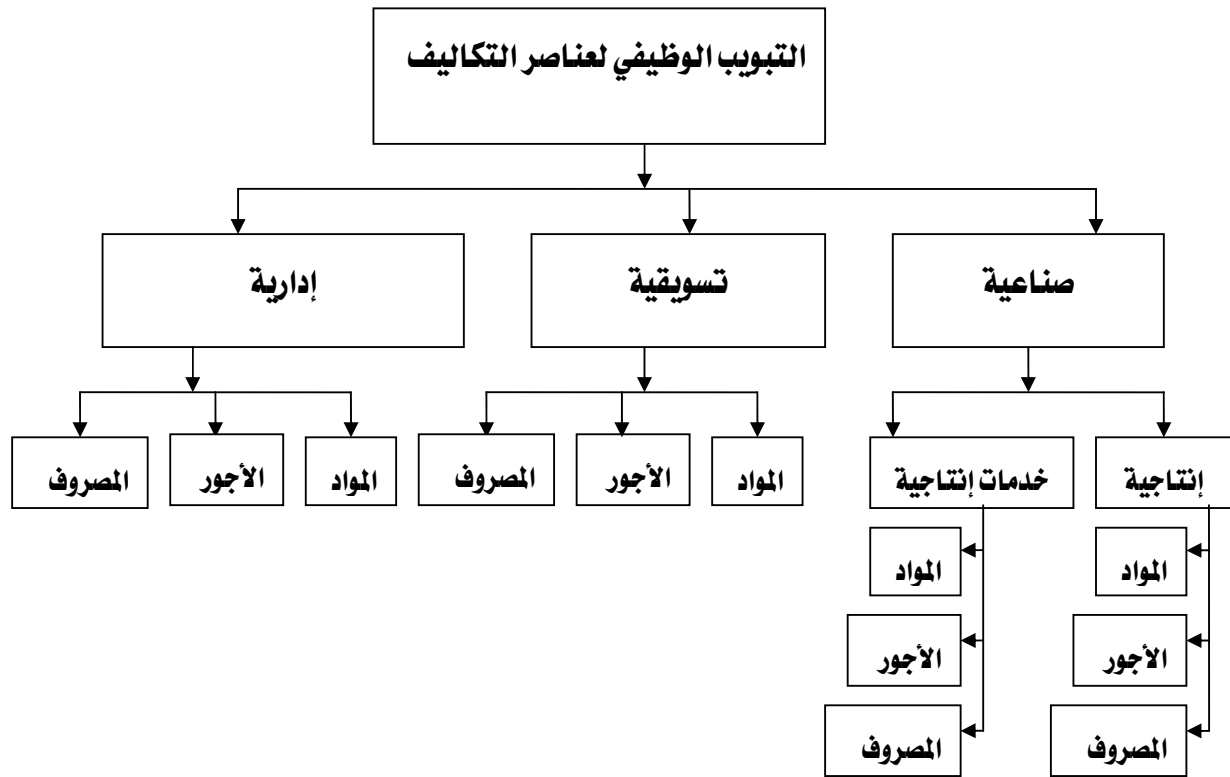 التبويب الوظيفي لعناصر التكاليف
صناعية
تسويقية
إدارية
إنتاجية
خدمات إنتاجية
المواد
الأجور
المصروف
المواد
الأجور
المصروف
المواد
المواد
الأجور
الأجور
المصروف
المصروف